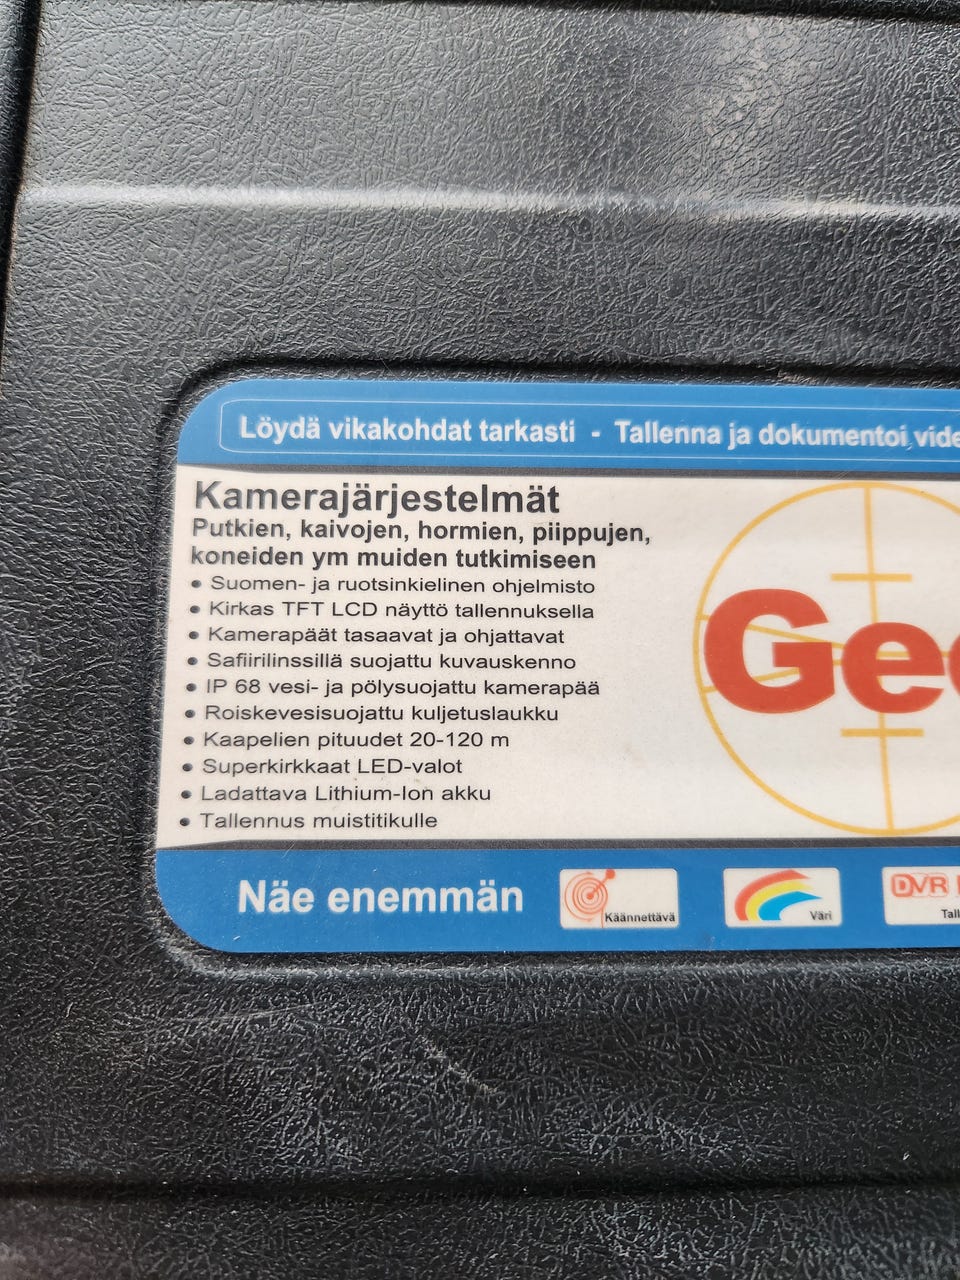 Löydä vikakohdat tarkasti - Tallenna ja dokumentoi
Kamerajärjestelmät
Putkien, kaivojen, hormien, piippujen,
koneiden ym muiden tutkimiseen
• Suomen- ja ruotsinkielinen ohjelmisto
• Kirkas TFT LCD näyttö tallennuksella
• Kamerapäät tasaavat ja ohjattavat
• Safiirilinssillä suojattu kuvauskenno
• IP 68 vesi- ja pölysuojattu kamerapää
• Roiskevesisuojattu kuljetuslaukku
• Kaapelien pituudet 20-120 m
• Superkirkkaat LED-valot
• Ladattava Lithium-Ion akku
• Tallennus muistitikulle
Näe enemmän
Käännettävä
Väri
DVR